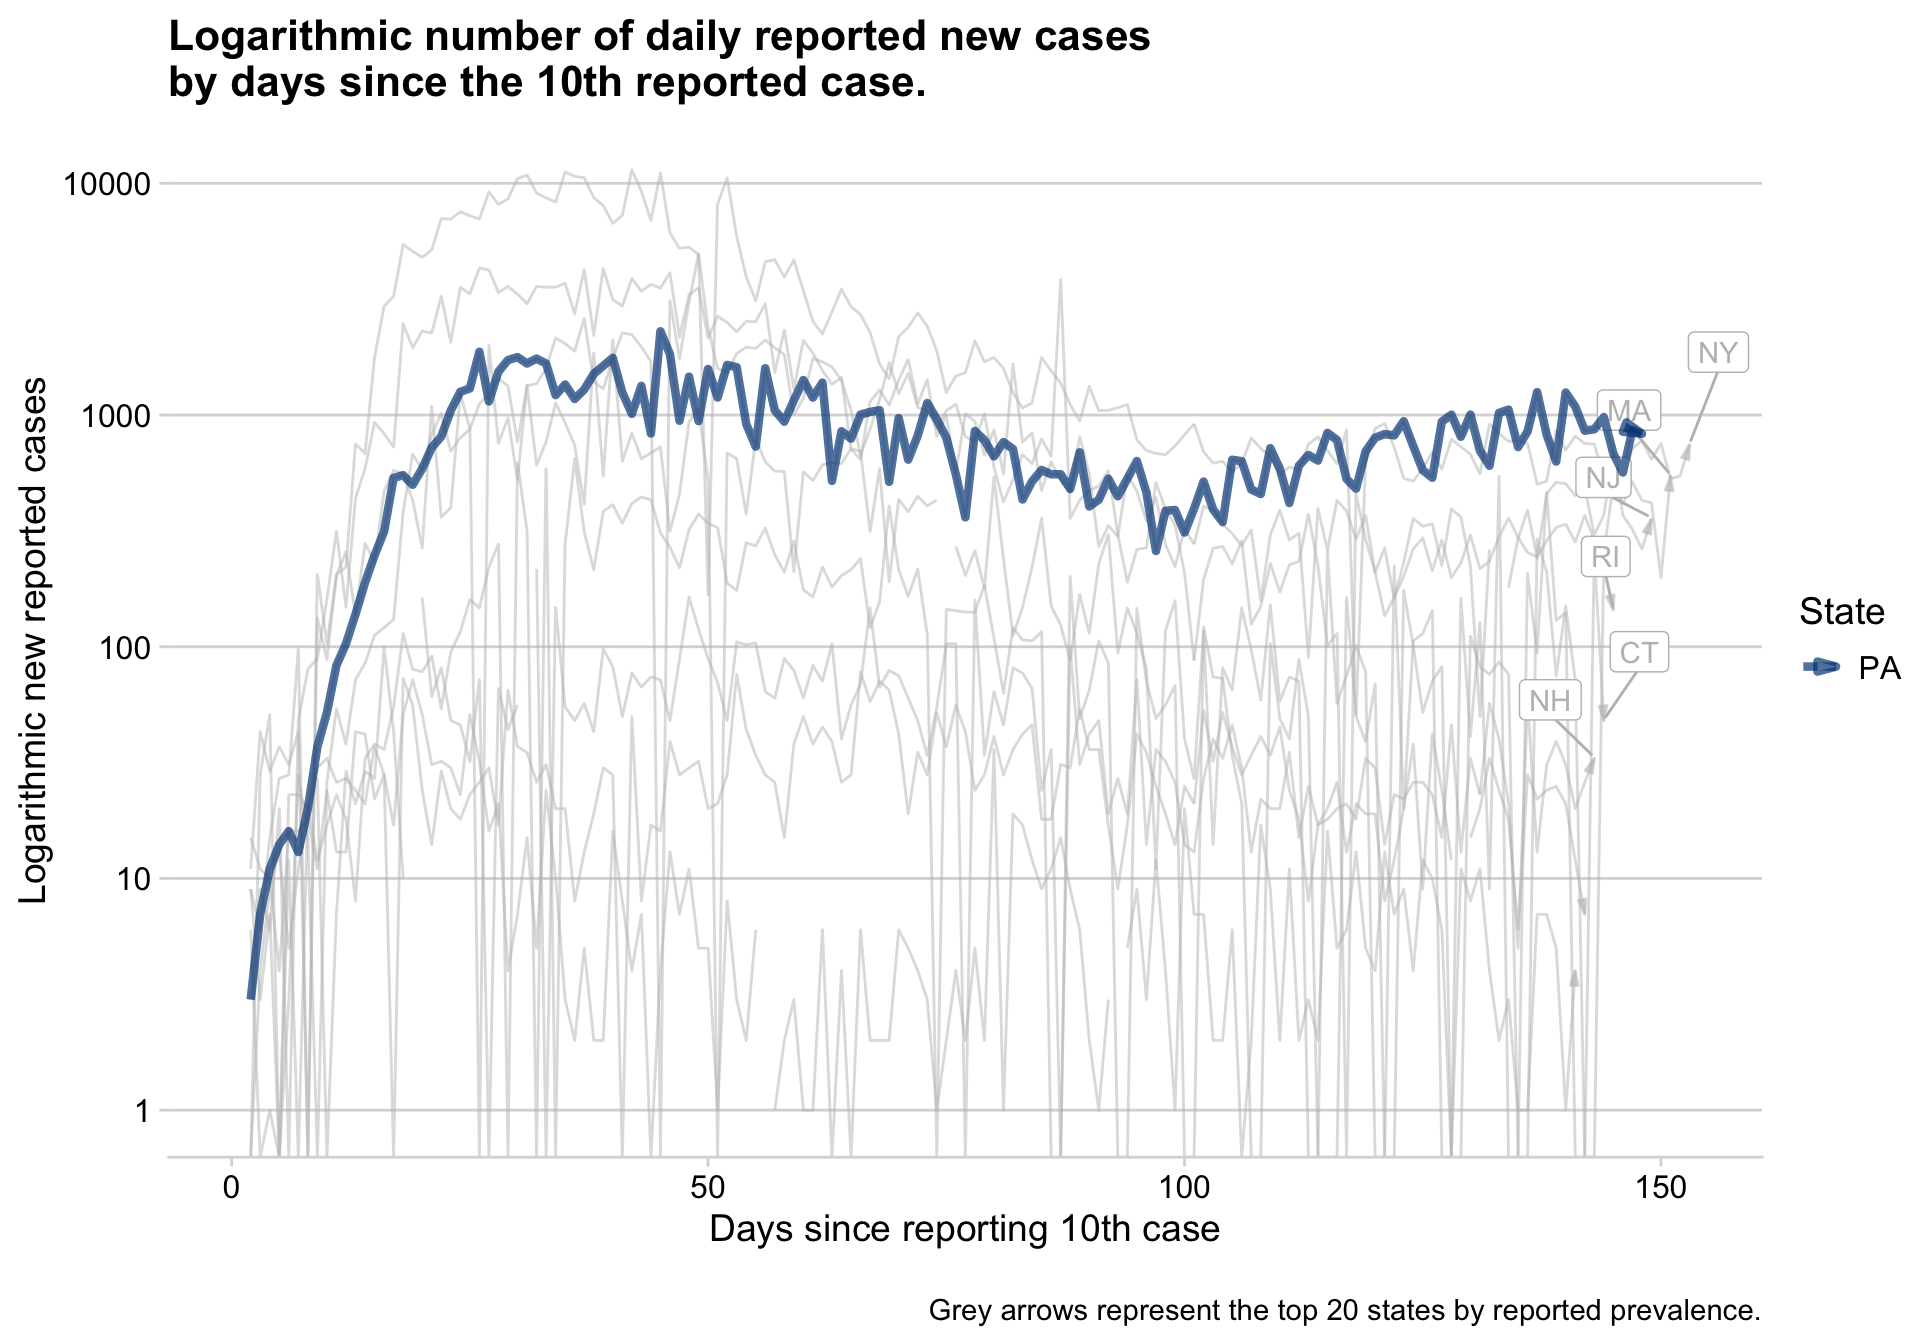 Logarithmic number of daily reported new cases
by days since the 10th reported case.
Logarithmic new reported cases
10000
1000
100
10
1
NY
MA
NJ
RI
CT
NH
State
PA
0
50
100
150
Days since reporting 10th case
Grey arrows represent the top 20 states by reported prevalence.